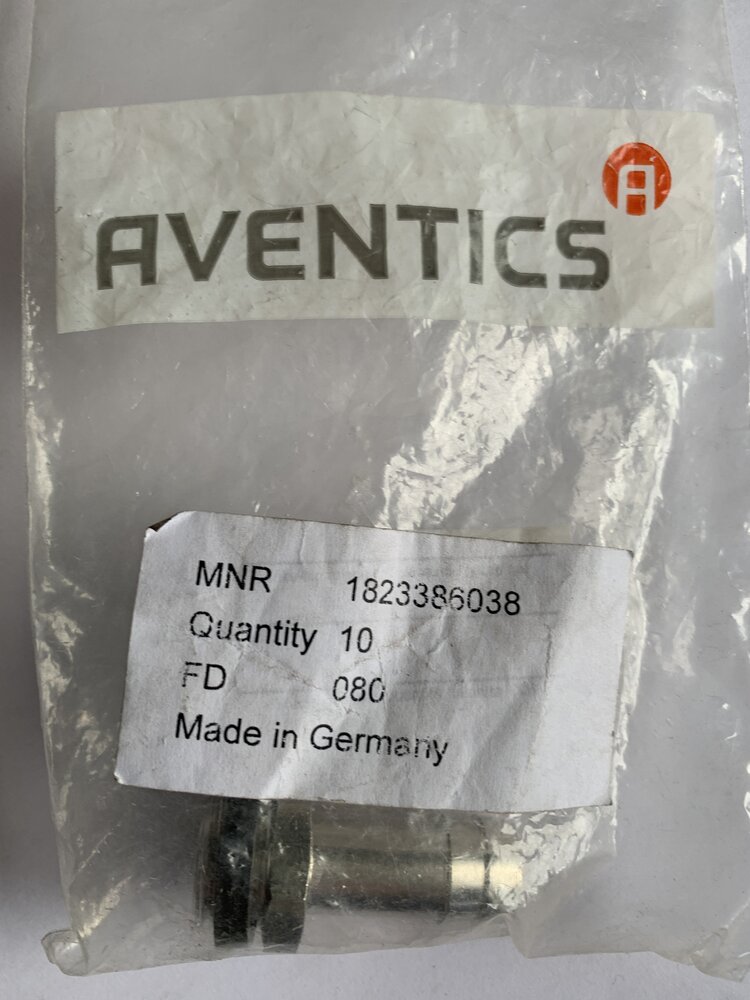 AVENTICS
MNR 1823386038
Quantity 10
FD 080
Made in Germany